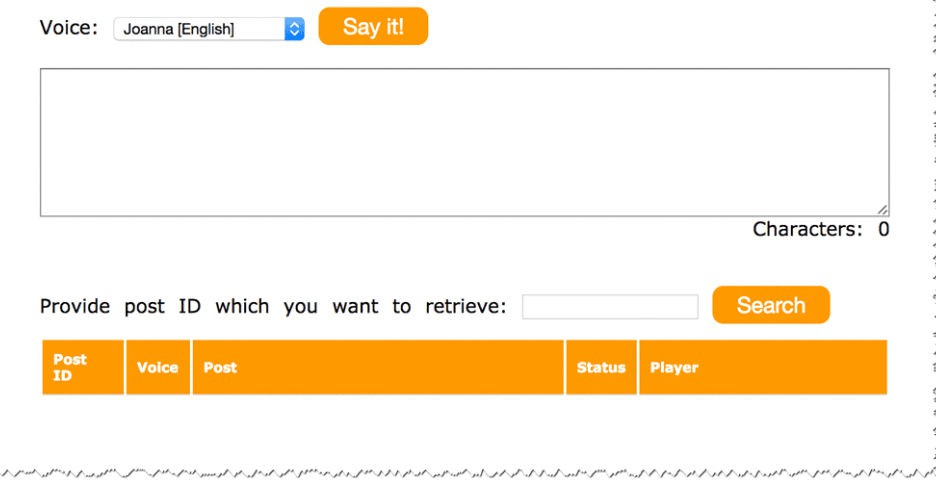 Voice: Joanna [English] Say it!
Characters: 0
Provide post ID which you want to retrieve: Search
Post ID Voice Post Status Player